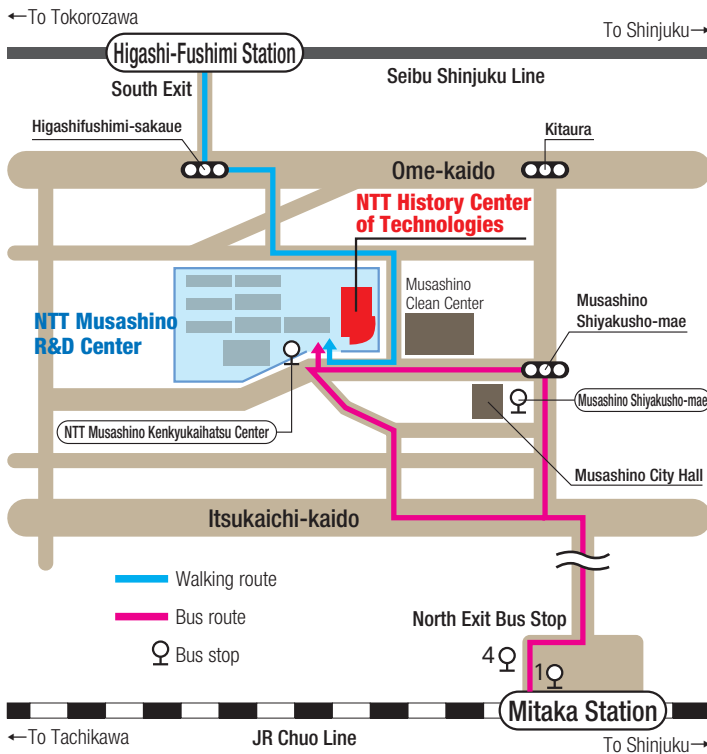 ←To Tokorozawa
To Shinjuku→
Higashi-Fushimi Station
South Exit
Seibu Shinjuku Line
Higashifushimi-sakaue
Kitaura
Ome-kaido
NTT History Center
of Technologies
Musashino
Clean Center
Musashino
Shiyakusho-mae
NTT Musashino
R&D Center
Musashino Shiyakusho-mae
NTT Musashino Kenkyukaihatsu Center
Musashino City Hall
Itsukaichi-kaido
Walking route
Bus route
Bus stop
North Exit Bus Stop
4
1
Mitaka Station
←To Tachikawa
JR Chuo Line
To Shinjuku→